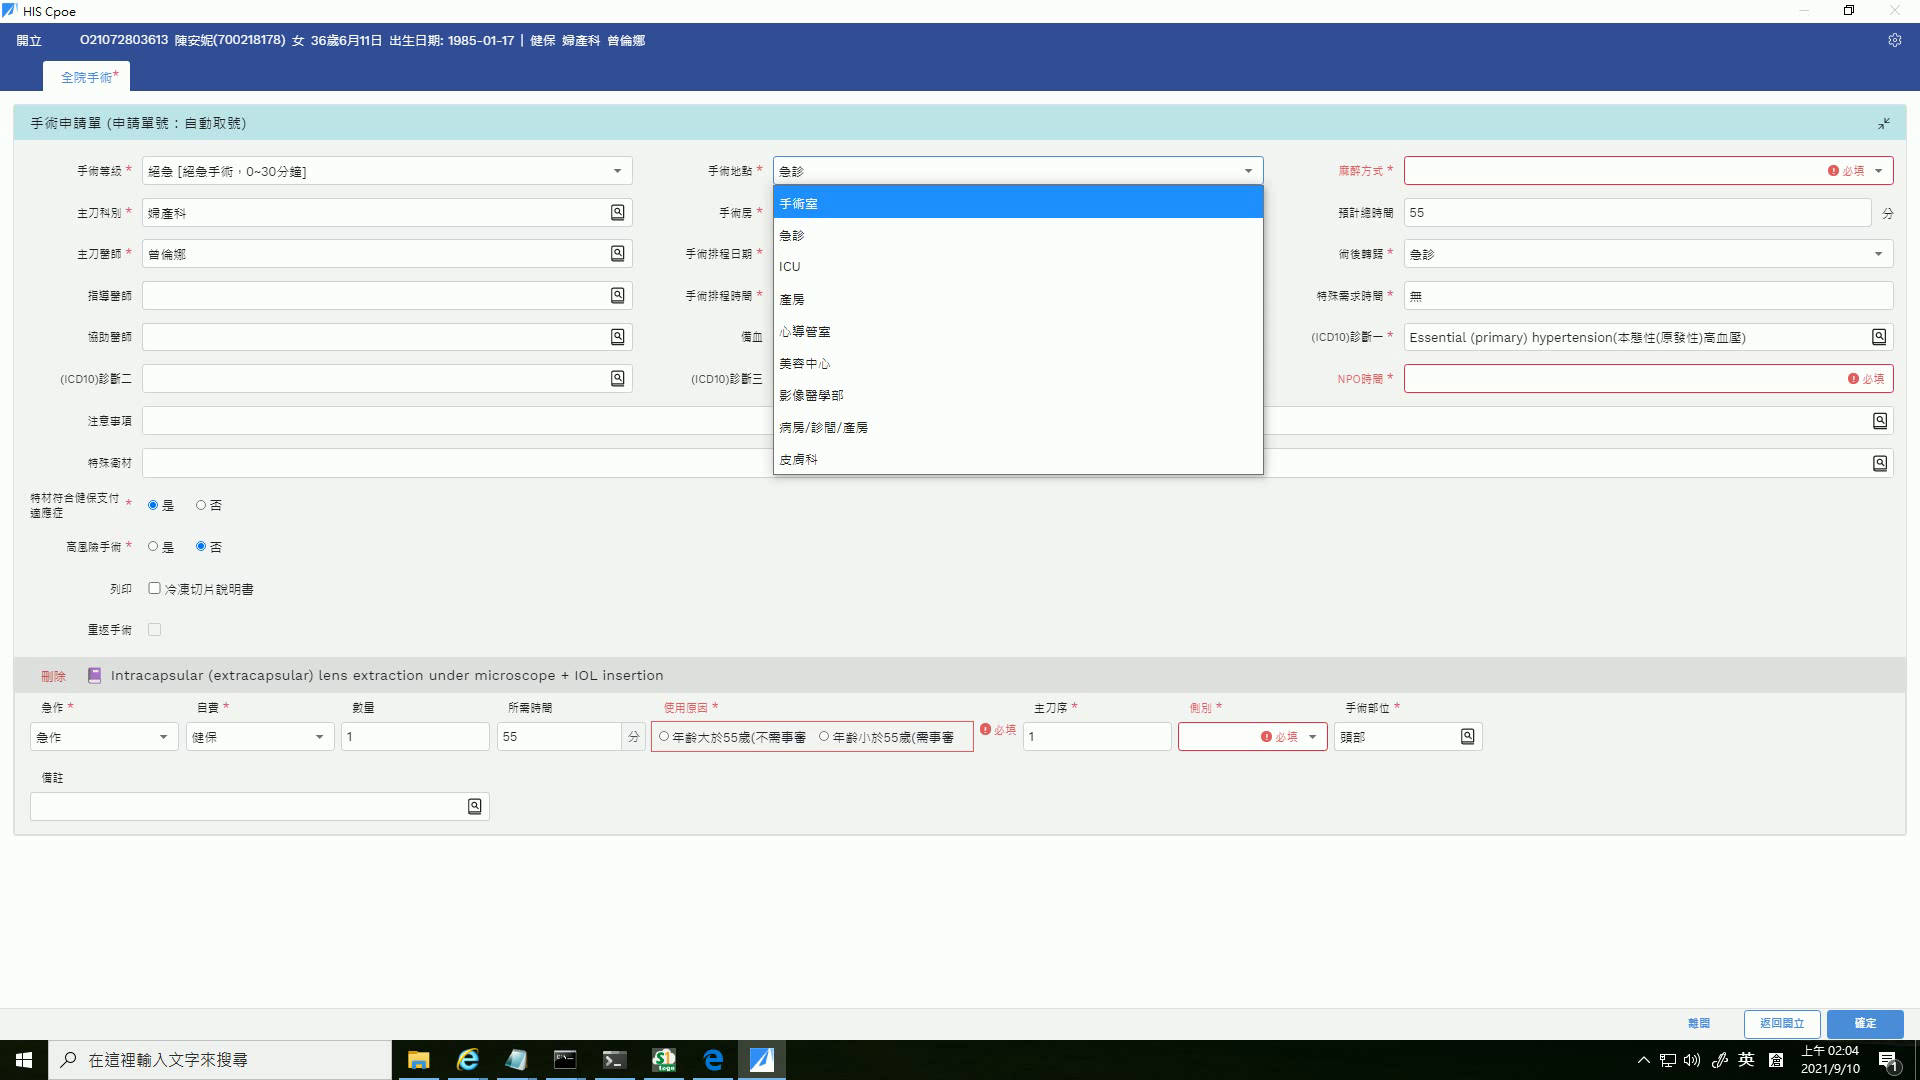 HIS Cpoe
開立 O21072803613 陳安妮(700218178) 女 36歲6月11日 出生日期: 1985-01-17 | 健保 婦產科 曾倫娜
全院手術*
手術申請單 (申請單號：自動取號)
手術等級 * 絕急 [絕急手術，0~30分鐘] 手術地點 * 急診 麻醉方式 * 必填
手術室
主刀科別 * 婦產科 手術房 * 預計總時間 55 分
急診
主刀醫師 * 曾倫娜 手術排程日期 * 術後轉歸 * 急診
ICU
指導醫師 手術排程時間 * 產房 特殊需求時間 * 無
協助醫師 備血 心導管室 (ICD10)診斷一 * Essential (primary) hypertension(本態性(原發性)高血壓)
美容中心
(ICD10)診斷二 (ICD10)診斷三 NPO時間 * 必填
影像醫學部
注意事項 病房/診間/產房
特殊衛材 皮膚科
特材符合健保支付適應症 * 是 否
高風險手術 * 是 否
列印 冷凍切片說明書
重返手術
刪除 Intracapsular (extracapsular) lens extraction under microscope + IOL insertion
急作 * 自費 * 數量 所需時間 使用原因 * 主刀序 * 側別 * 手術部位 *
急作 健保 1 55 分 年齡大於55歲(不需事審 年齡小於55歲(需事審 必填 1 必填 頭部
備註
離開 返回開立 確定
在這裡輸入文字來搜尋 英 上午 02:04
2021/9/10 1